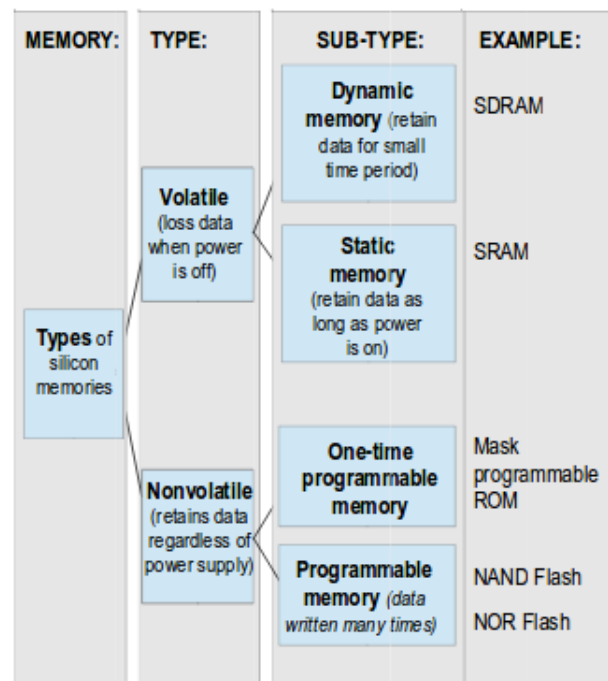 MEMORY: TYPE: SUB-TYPE: EXAMPLE:
Types of
silicon
memories
Volatile
(loss data
when power
is off)
Dynamic
memory (retain
data for small
time period)
SDRAM
Static
memory
(retain data as
long as power
is on)
SRAM
Nonvolatile
(retains data
regardless of
power supply)
One-time
programmable
memory
Mask
programmable
ROM
Programmable
memory (data
written many times)
NAND Flash
NOR Flash